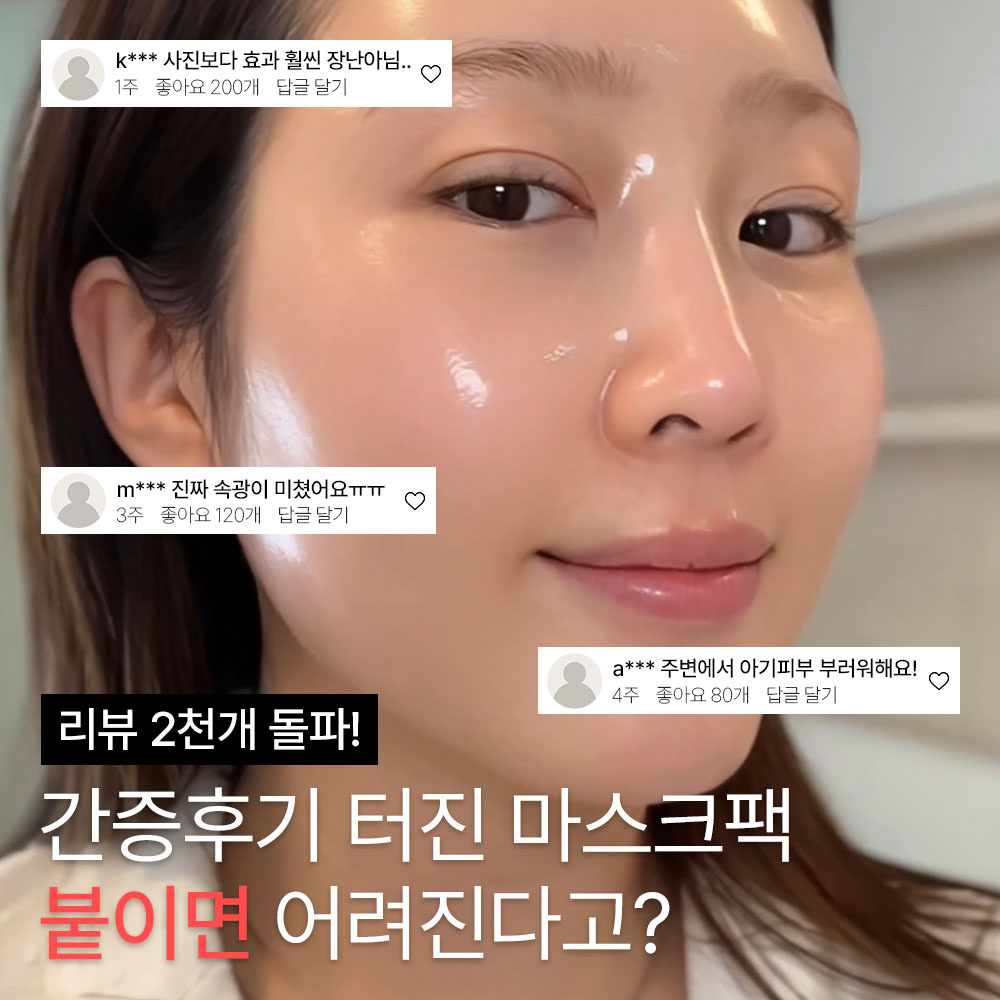 k*** 사진보다 효과 훨씬 장난아님..
1주 좋아요 200개 답글 달기
m*** 진짜 속광이 미쳤어요ㅠㅠ
3주 좋아요 120개 답글 달기
a*** 주변에서 아기피부 부러워해요!
4주 좋아요 80개 답글 달기
리뷰 2천개 돌파!
간증후기 터진 마스크팩
붙이면 어려진다고?